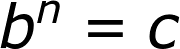 bⁿ = c